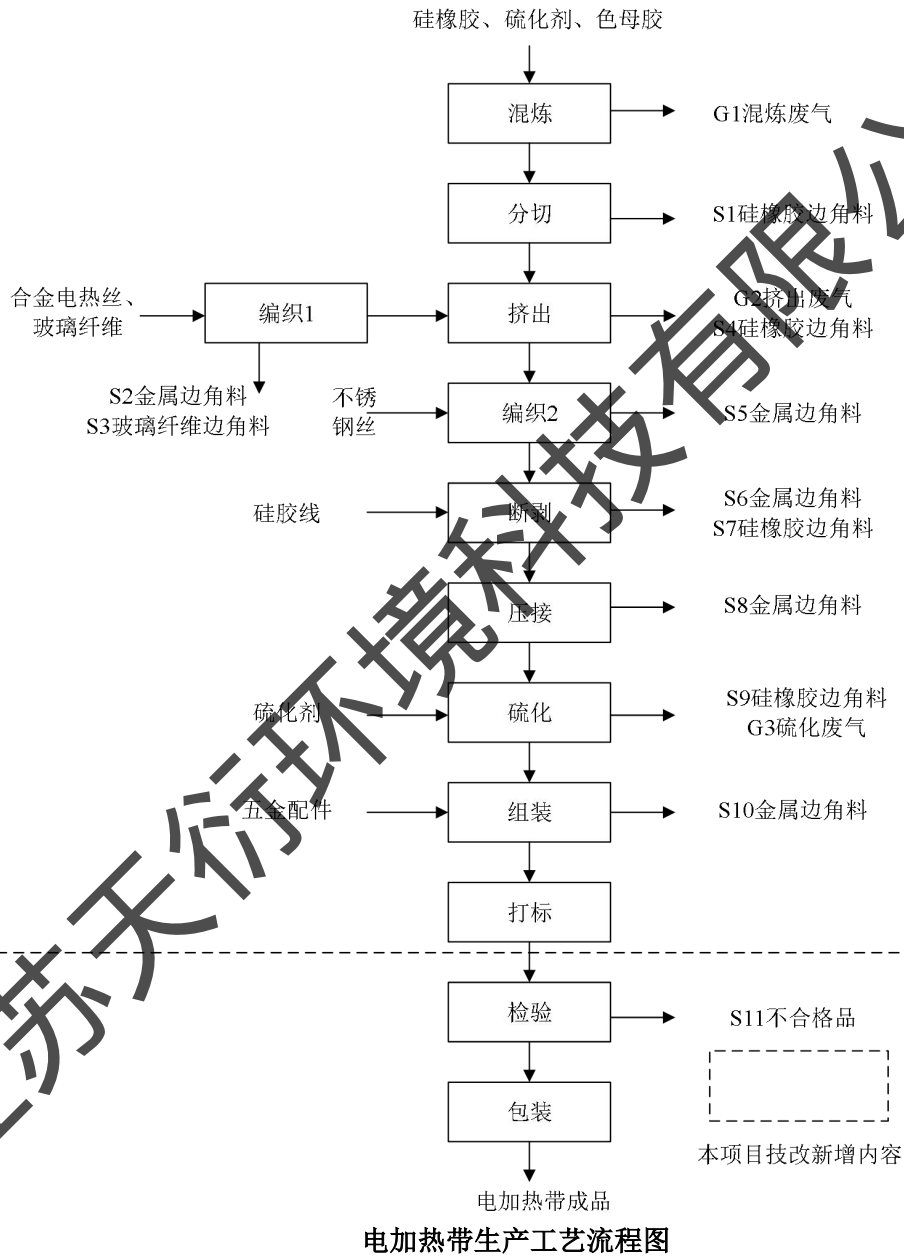 硅橡胶、硫化剂、色母胶
混炼
G1混炼废气
分切
S1硅橡胶边角料
合金电热丝、
玻璃纤维
编织1
挤出
G2挤出废气
S4硅橡胶边角料
S2金属边角料
S3玻璃纤维边角料
不锈
钢丝
编织2
S5金属边角料
硅胶线
断剥
S6金属边角料
S7硅橡胶边角料
压接
S8金属边角料
硫化剂
硫化
S9硅橡胶边角料
G3硫化废气
五金配件
组装
S10金属边角料
打标
检验
S11不合格品
包装
本项目技改新增内容
电加热带成品
电加热带生产工艺流程图
苏天衍环境科技有限公